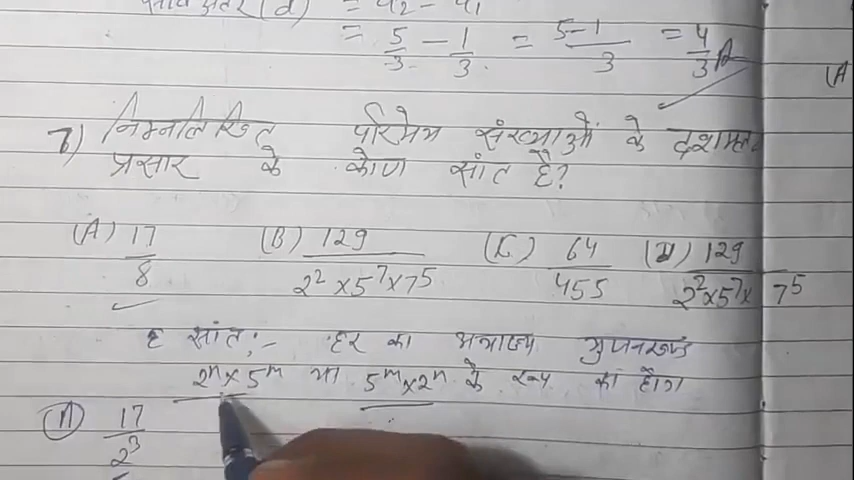 अंतर (d) = a₂ - a₁
= 5/3 - 1/3 = 5-1/3 = 4/3 A
(A
7) निम्नलिखित परिमेय संख्याओं के दशमलव
प्रसार के कोण सांत है?
(A) 17/8 (B) 129/2²×5⁷×7⁵ (C) 64/455 (D) 129/2²×5⁷×7⁵
सांत :- हर का अभाज्य गुणनखण्ड
2ⁿ×5ᵐ या 5ᵐ×2ⁿ के रूप का होगा
(A) 17/2³